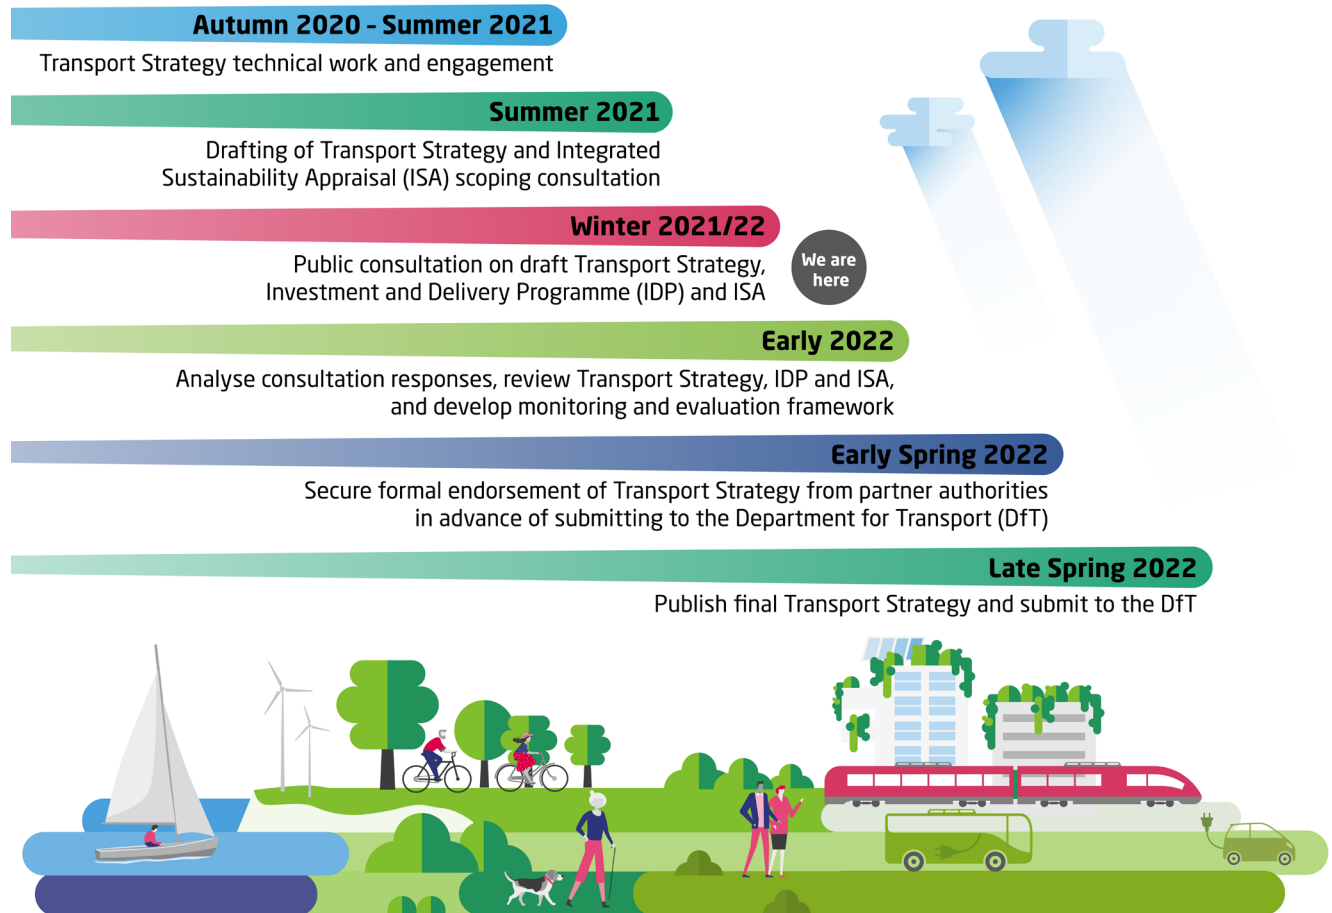 Autumn 2020 – Summer 2021
Transport Strategy technical work and engagement
Summer 2021
Drafting of Transport Strategy and Integrated
Sustainability Appraisal (ISA) scoping consultation
Winter 2021/22
Public consultation on draft Transport Strategy,
Investment and Delivery Programme (IDP) and ISA
We are
here
Early 2022
Analyse consultation responses, review Transport Strategy, IDP and ISA,
and develop monitoring and evaluation framework
Early Spring 2022
Secure formal endorsement of Transport Strategy from partner authorities
in advance of submitting to the Department for Transport (DfT)
Late Spring 2022
Publish final Transport Strategy and submit to the DfT